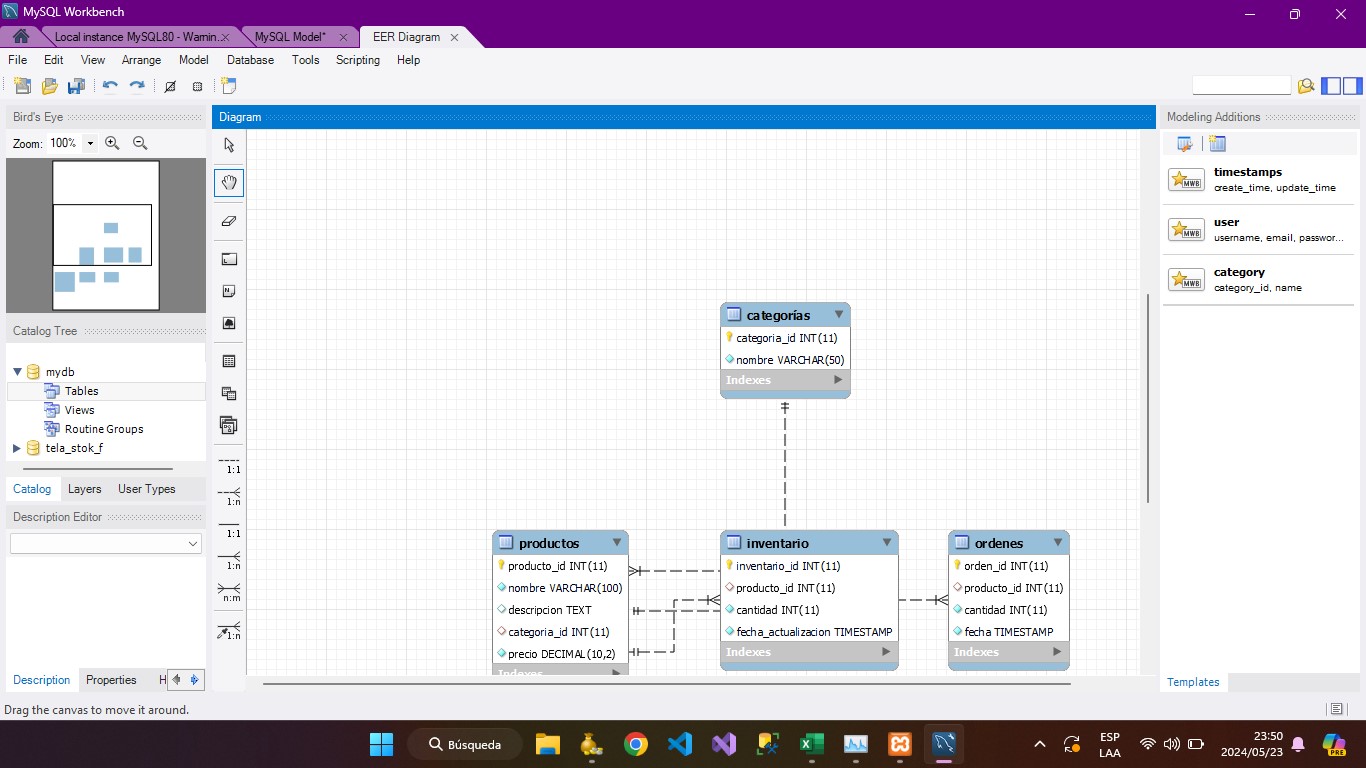 MySQL Workbench
Local instance MySQL80 - Warnin...
MySQL Model*
EER Diagram
File Edit View Arrange Model Database Tools Scripting Help
Bird's Eye
Diagram
Modeling Additions
Zoom: 100%
timestamps
create_time, update_time
user
username, email, passwor...
category
category_id, name
Catalog Tree
mydb
Tables
Views
Routine Groups
tela_stok_f
Catalog Layers User Types
Description Editor
1:1
1:n
1:1
1:n
n:m
1:n
categorías
categoria_id INT(11)
nombre VARCHAR(50)
Indexes
productos
producto_id INT(11)
nombre VARCHAR(100)
descripcion TEXT
categoria_id INT(11)
precio DECIMAL(10,2)
Indexes
inventario
inventario_id INT(11)
producto_id INT(11)
cantidad INT(11)
fecha_actualizacion TIMESTAMP
Indexes
ordenes
orden_id INT(11)
producto_id INT(11)
cantidad INT(11)
fecha TIMESTAMP
Indexes
Description Properties H
Templates
Drag the canvas to move it around.
Búsqueda
ESP
LAA
23:50
2024/05/23
PRE
MWB
MWB
MWB